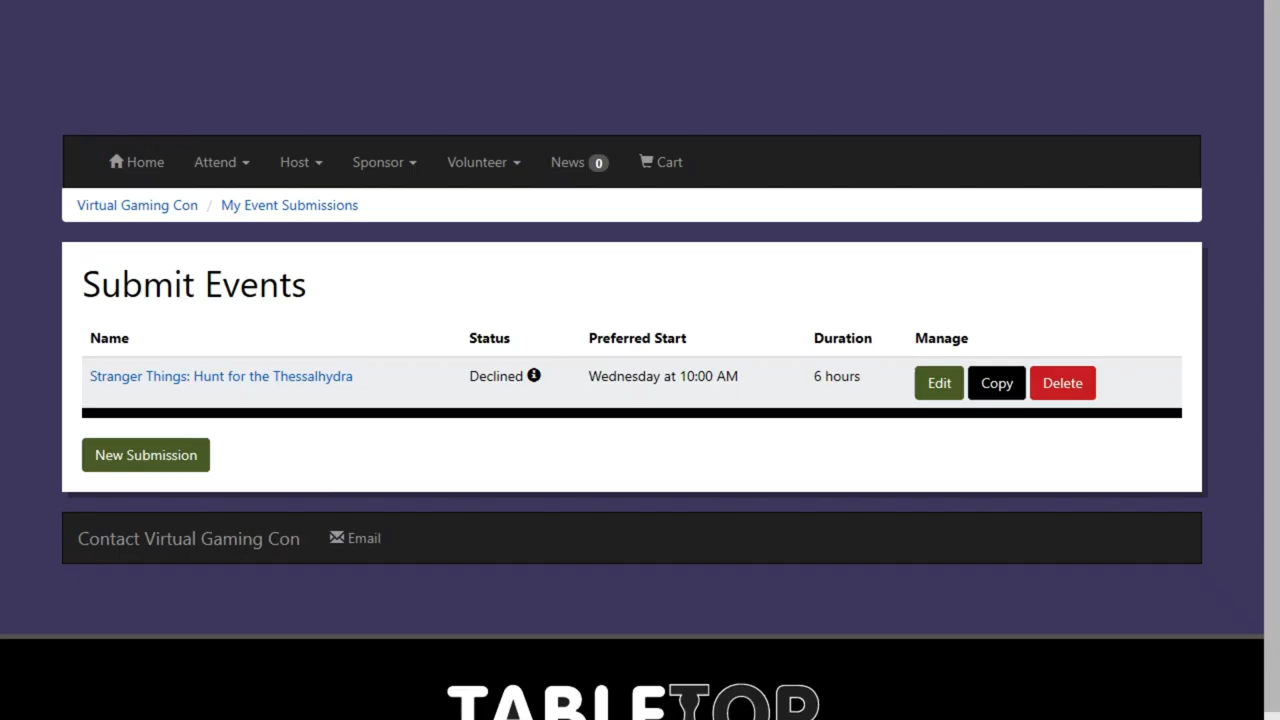 Home Attend Host Sponsor Volunteer News 0 Cart
Virtual Gaming Con / My Event Submissions
Submit Events
Name Status Preferred Start Duration Manage
Stranger Things: Hunt for the Thessalhydra Declined Wednesday at 10:00 AM 6 hours Edit Copy Delete
New Submission
Contact Virtual Gaming Con Email
TABLETOP